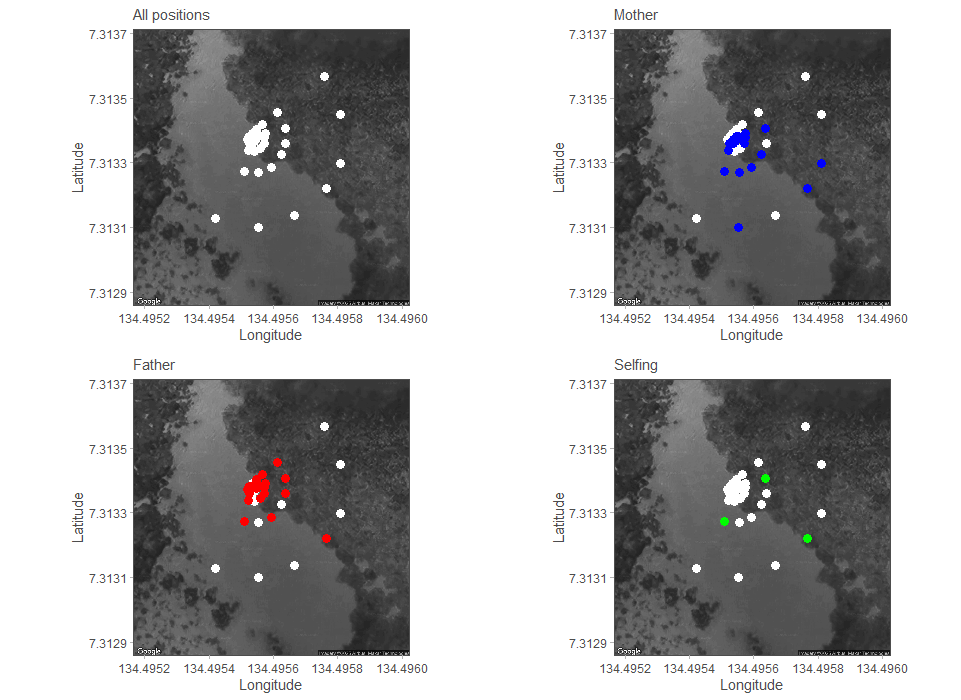 All positions
Mother
7.3137
7.3135
7.3133
7.3131
7.3129
Latitude
Google
134.4952
134.4954
134.4956
134.4958
134.4960
Longitude
7.3137
7.3135
7.3133
7.3131
7.3129
Latitude
Google
134.4952
134.4954
134.4956
134.4958
134.4960
Longitude
Father
Selfing
7.3137
7.3135
7.3133
7.3131
7.3129
Latitude
Google
134.4952
134.4954
134.4956
134.4958
134.4960
Longitude
7.3137
7.3135
7.3133
7.3131
7.3129
Latitude
Google
134.4952
134.4954
134.4956
134.4958
134.4960
Longitude